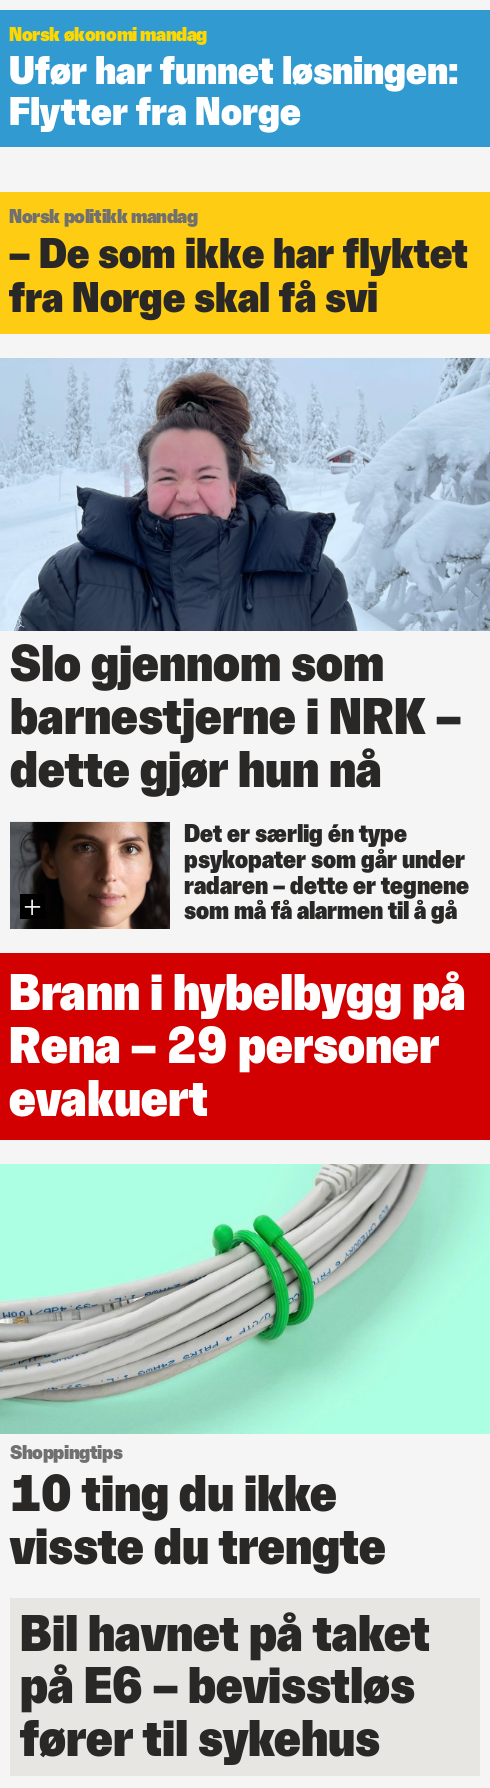 Norsk økonomi mandag
Ufør har funnet løsningen:
Flytter fra Norge
Norsk politikk mandag
– De som ikke har flyktet
fra Norge skal få svi
Slo gjennom som
barnestjerne i NRK –
dette gjør hun nå
Det er særlig én type
psykopater som går under
radaren – dette er tegnene
som må få alarmen til å gå
Brann i hybelbygg på
Rena – 29 personer
evakuert
Shoppingtips
10 ting du ikke
visste du trengte
Bil havnet på taket
på E6 – bevisstløs
fører til sykehus